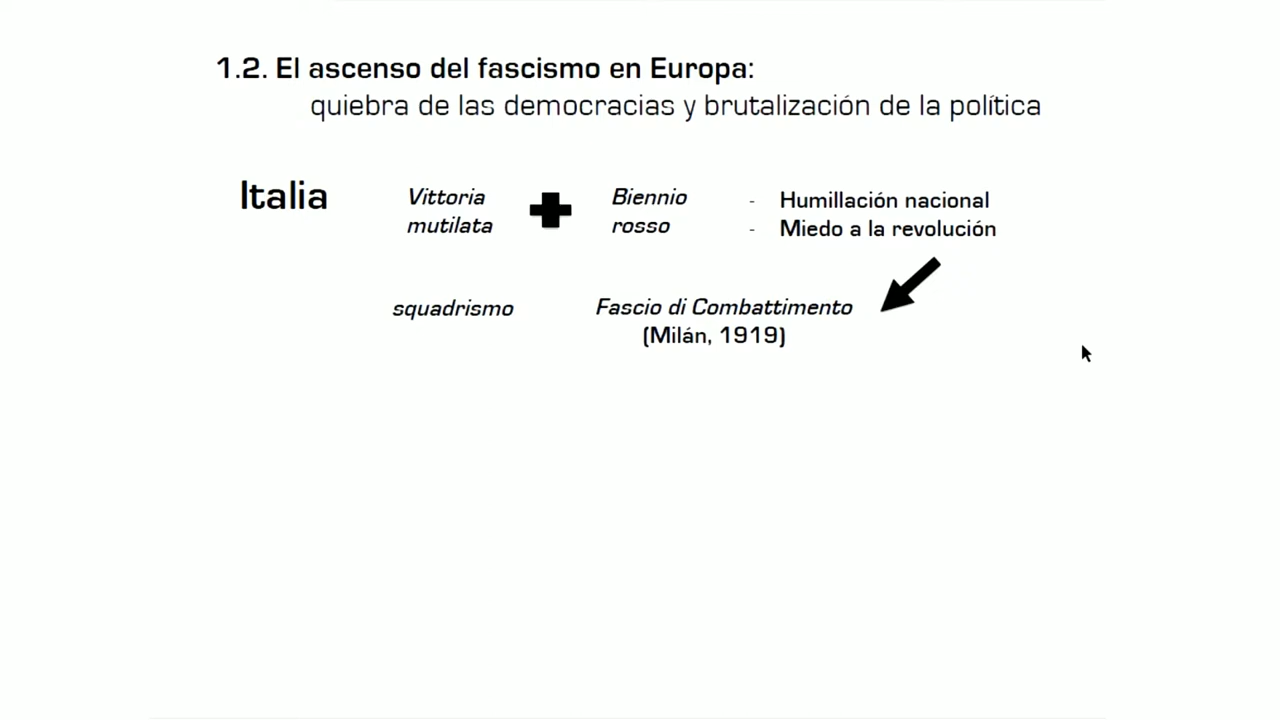 1.2. El ascenso del fascismo en Europa:
quiebra de las democracias y brutalización de la política
Italia
Vittoria
mutilata
Biennio
rosso
- Humillación nacional
- Miedo a la revolución
squadrismo
Fascio di Combattimento
(Milán, 1919)